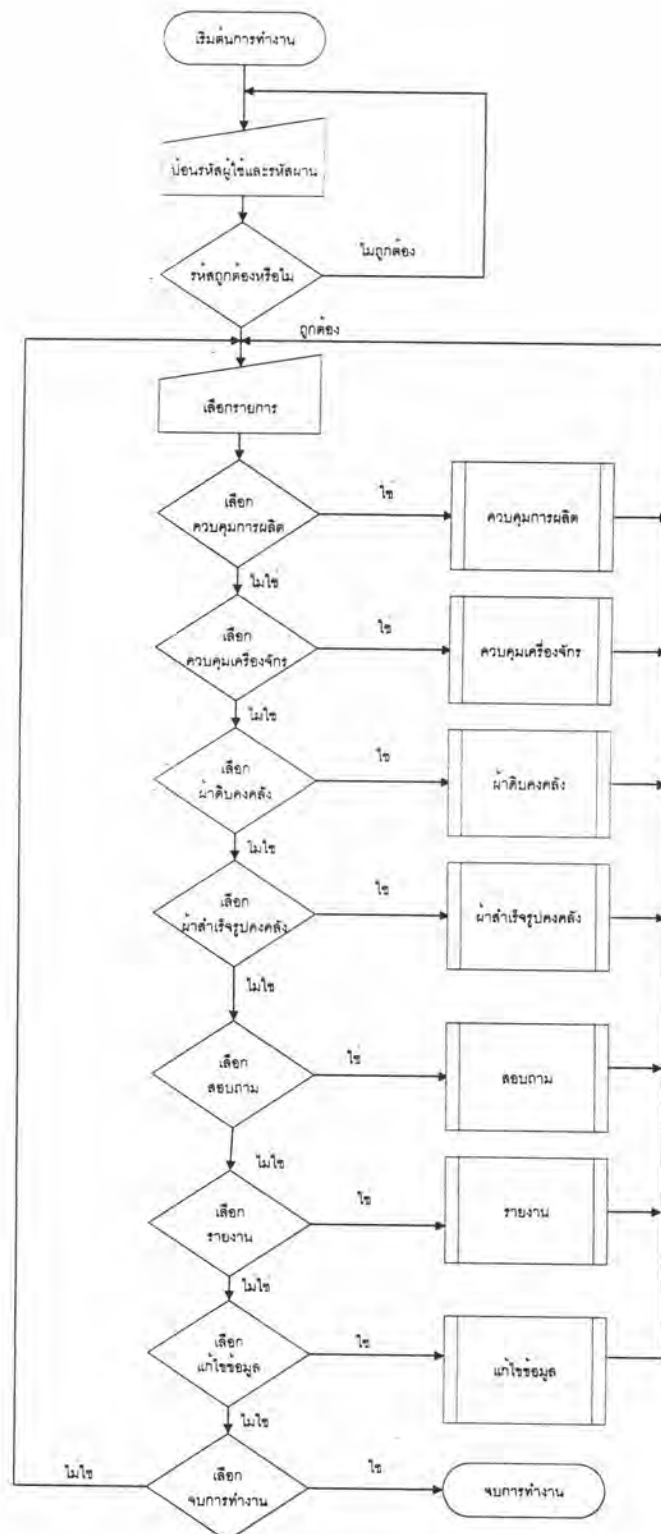 เริ่มต้นการทำงาน
ป้อนรหัสผู้ใช้และรหัสผ่าน
รหัสถูกต้องหรือไม่
ไม่ถูกต้อง
ถูกต้อง
เลือกรายการ
เลือก
ควบคุมการผลิต
ใช่
ควบคุมการผลิต
ไม่ใช่
เลือก
ควบคุมเครื่องจักร
ใช่
ควบคุมเครื่องจักร
ไม่ใช่
เลือก
ผ้าดิบคงคลัง
ใช่
ผ้าดิบคงคลัง
ไม่ใช่
เลือก
ผ้าสำเร็จรูปคงคลัง
ใช่
ผ้าสำเร็จรูปคงคลัง
ไม่ใช่
เลือก
สอบถาม
ใช่
สอบถาม
ไม่ใช่
เลือก
รายงาน
ใช่
รายงาน
ไม่ใช่
เลือก
แก้ไขข้อมูล
ใช่
แก้ไขข้อมูล
ไม่ใช่
ไม่ใช่
เลือก
จบการทำงาน
ใช่
จบการทำงาน